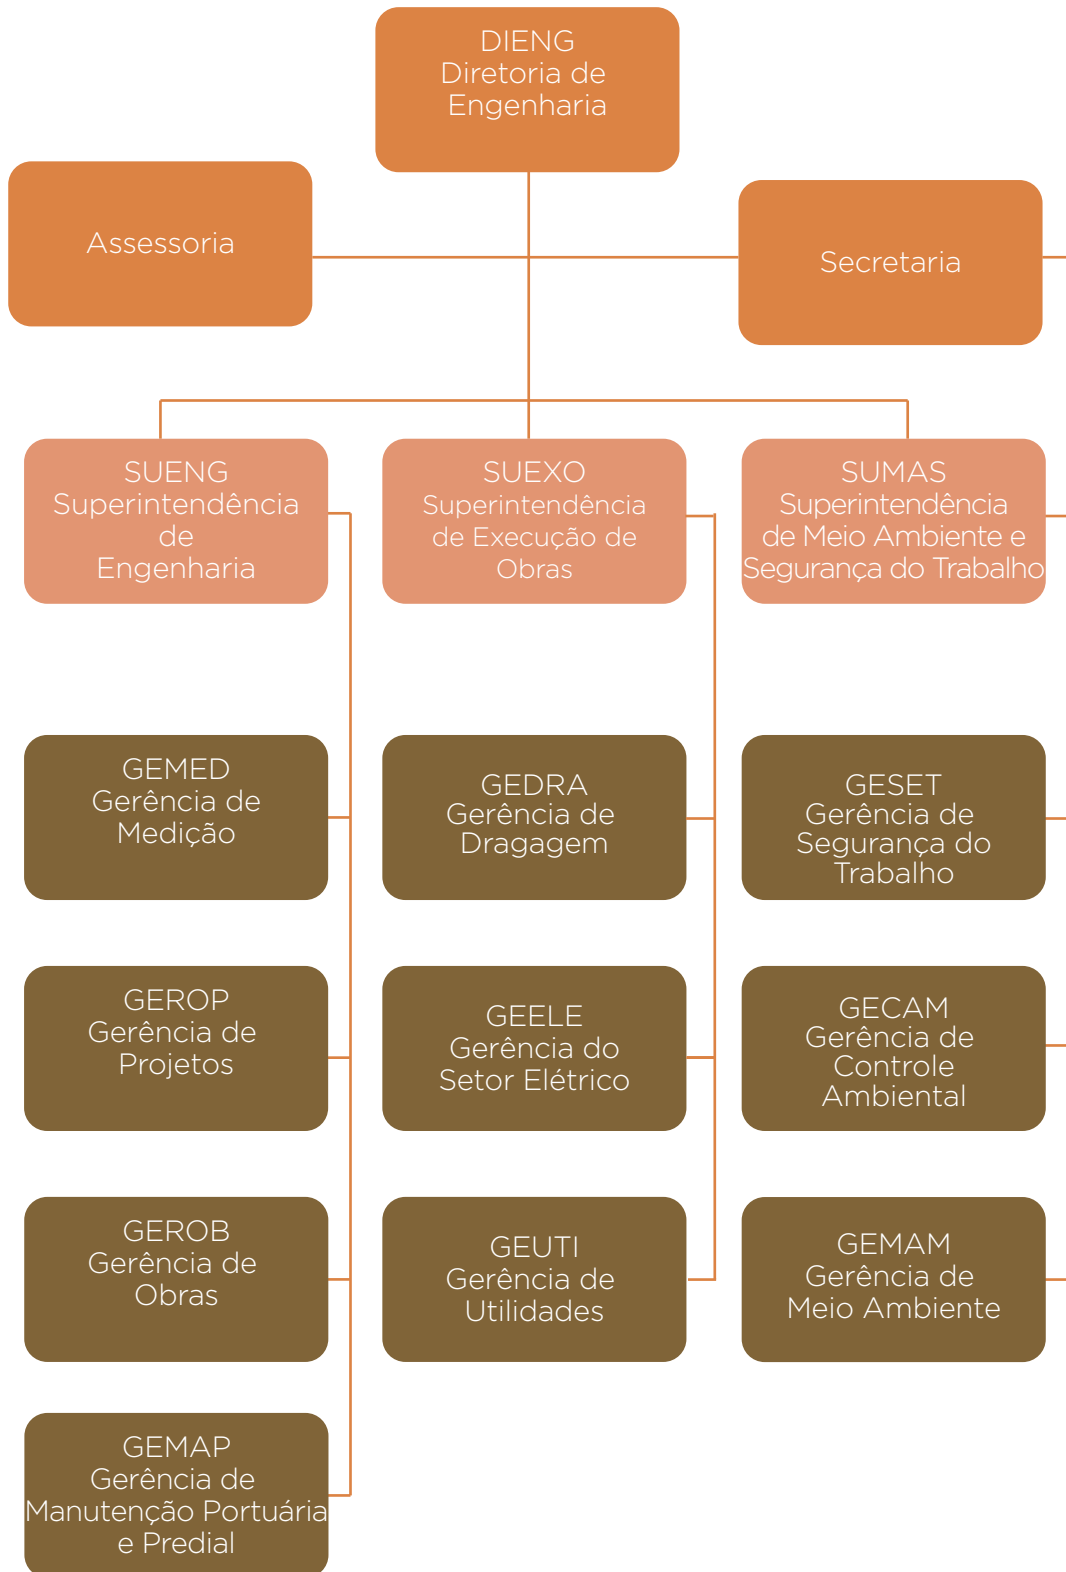 DIENG
Diretoria de
Engenharia
Assessoria
Secretaria
SUENG
Superintendência
de
Engenharia
SUEXO
Superintendência
de Execução de
Obras
SUMAS
Superintendência
de Meio Ambiente e
Segurança do Trabalho
GEMED
Gerência de
Medição
GEDRA
Gerência de
Dragagem
GESET
Gerência de
Segurança do
Trabalho
GEROP
Gerência de
Projetos
GEELE
Gerência do
Setor Elétrico
GECAM
Gerência de
Controle
Ambiental
GEROB
Gerência de
Obras
GEUTI
Gerência de
Utilidades
GEMAM
Gerência de
Meio Ambiente
GEMAP
Gerência de
Manutenção Portuária
e Predial